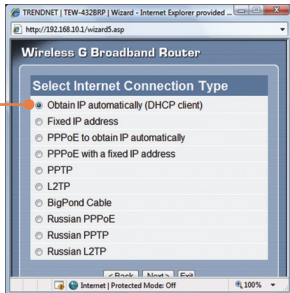 TRENDNET | TEW-432BRP | Wizard - Internet Explorer provided ...
http://192.168.10.1/wizard5.asp
Wireless G Broadband Router
Select Internet Connection Type
Obtain IP automatically (DHCP client)
Fixed IP address
PPPoE to obtain IP automatically
PPPoE with a fixed IP address
PPTP
L2TP
BigPond Cable
Russian PPPoE
Russian PPTP
Russian L2TP
< Back Next > Exit
Internet | Protected Mode: Off 100%